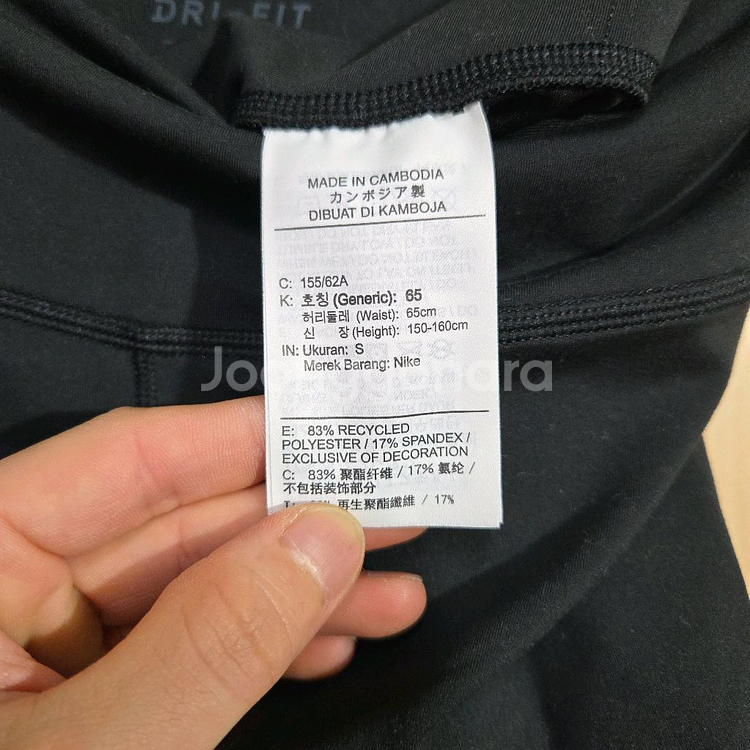 DRI-FIT
MADE IN CAMBODIA
カンボジア製
DIBUAT DI KAMBOJA
C: 155/62A
K: 호칭 (Generic): 65
허리둘레 (Waist): 65cm
신 장 (Height): 150-160cm
IN: Ukuran: S
Merek Barang: Nike
Joonggonara
E: 83% RECYCLED
POLYESTER / 17% SPANDEX /
EXCLUSIVE OF DECORATION
C: 83% 聚酯纤维 / 17% 氨纶 /
不包括装饰部分
再生聚酯纖維 / 17%